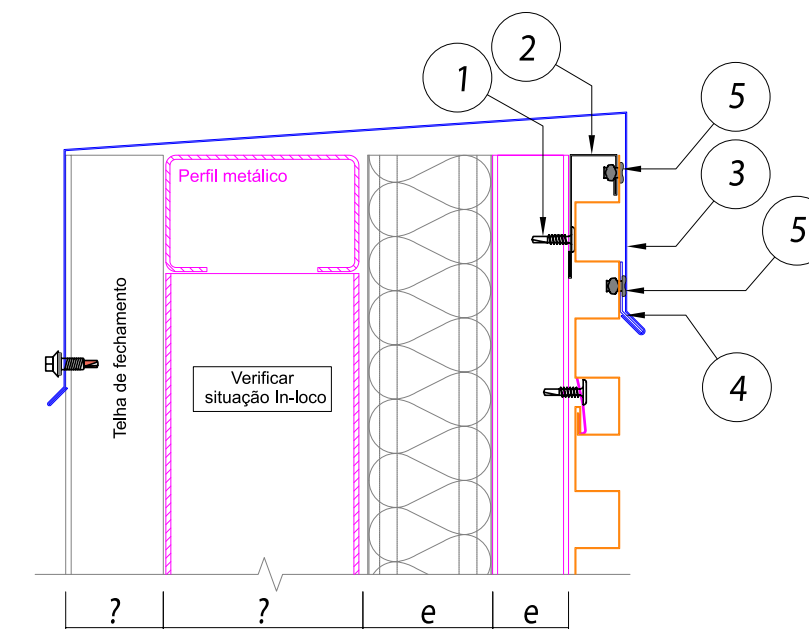 2
1
5
3
5
4
Perfil metálico
Telha de fechamento
Verificar
situação In-loco
?
?
e
e